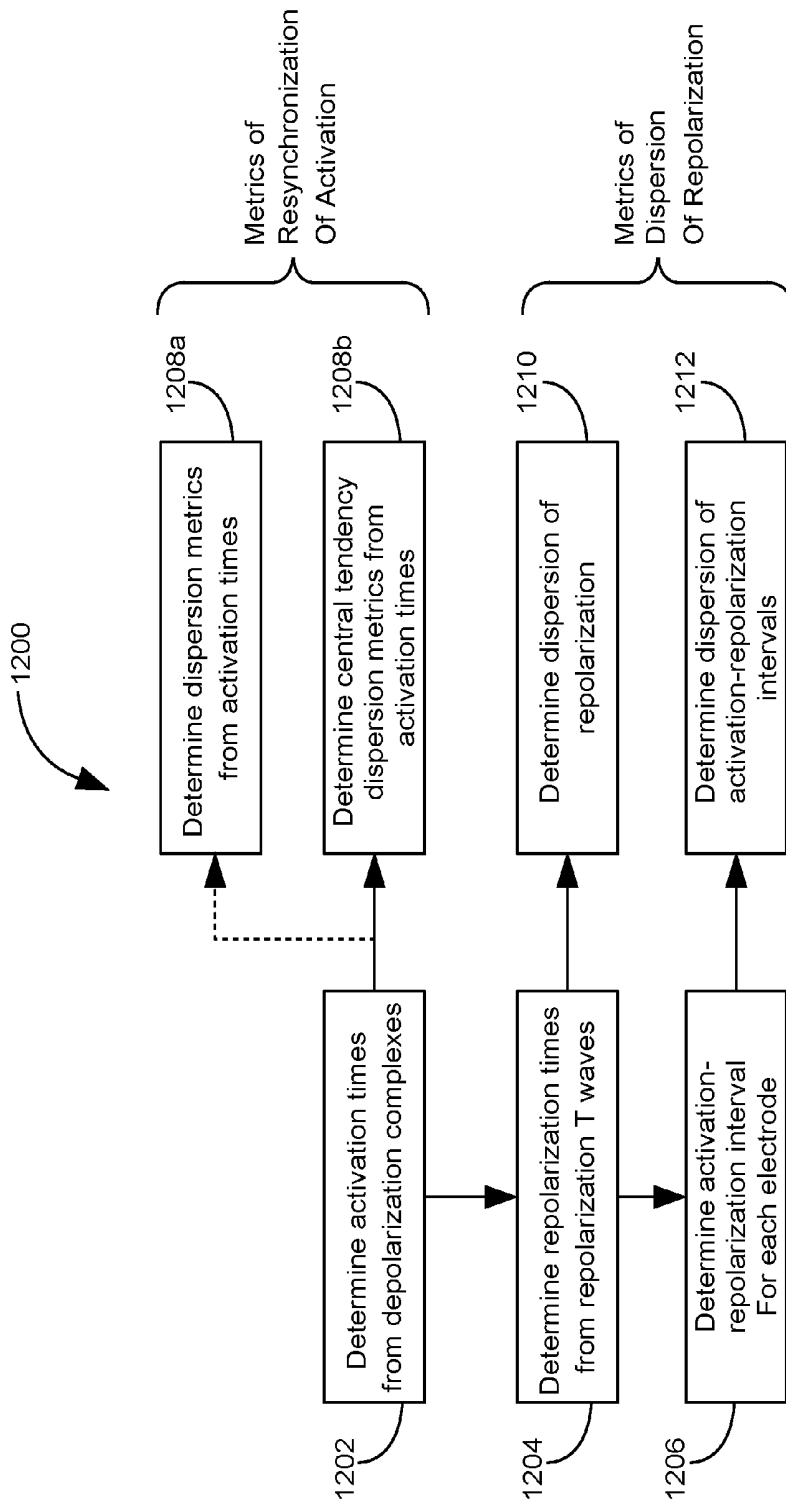 1200
1202
Determine activation times
from depolarization complexes
1204
Determine repolarization times
from repolarization T waves
1206
Determine activation-
repolarization interval
For each electrode
1208a
Determine dispersion metrics
from activation times
1208b
Determine central tendency
dispersion metrics from
activation times
1210
Determine dispersion of
repolarization
1212
Determine dispersion of
activation-repolarization
intervals
Metrics of
Resynchronization
Of Activation
Metrics of
Dispersion
Of Repolarization